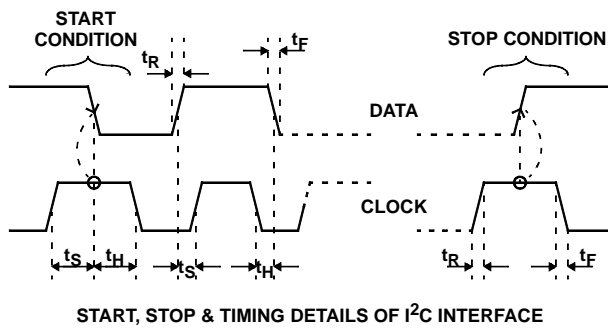 START
CONDITION
tR
tF
STOP CONDITION
DATA
CLOCK
tS
tH
tS
tH
tR
tF
START, STOP & TIMING DETAILS OF I2C INTERFACE